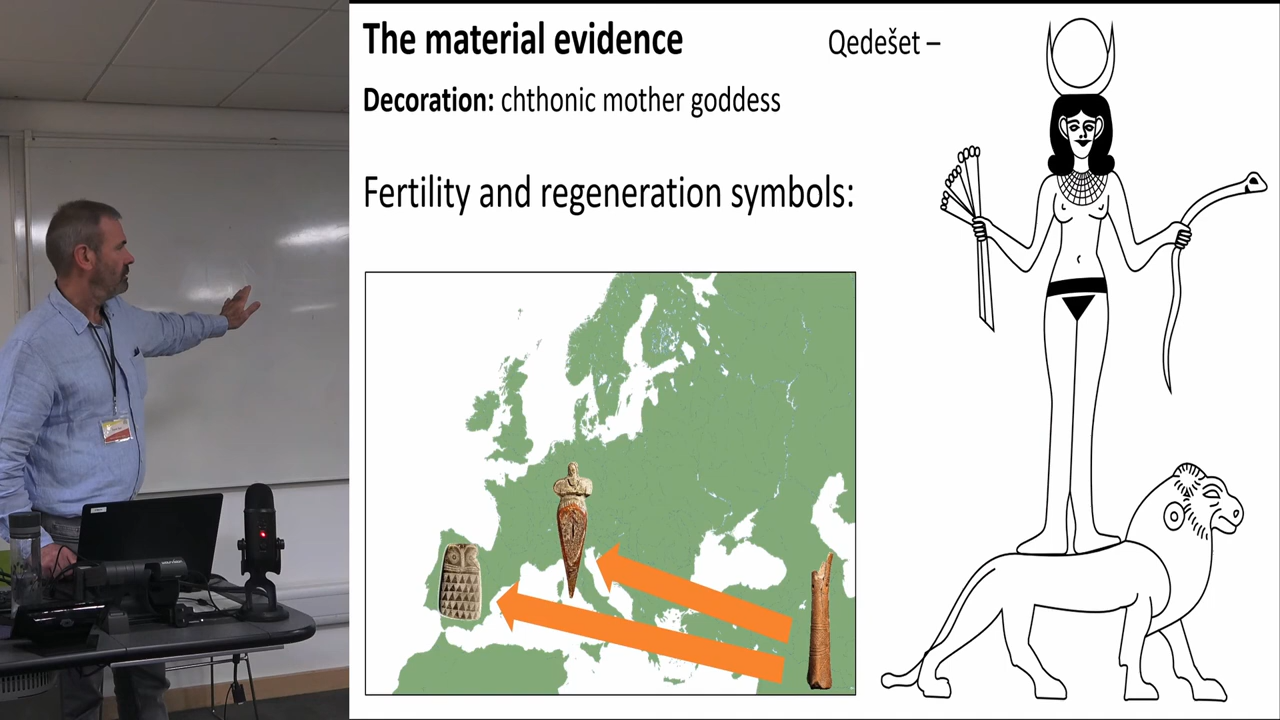 The material evidence
Qedešet –
Decoration: chthonic mother goddess
Fertility and regeneration symbols: